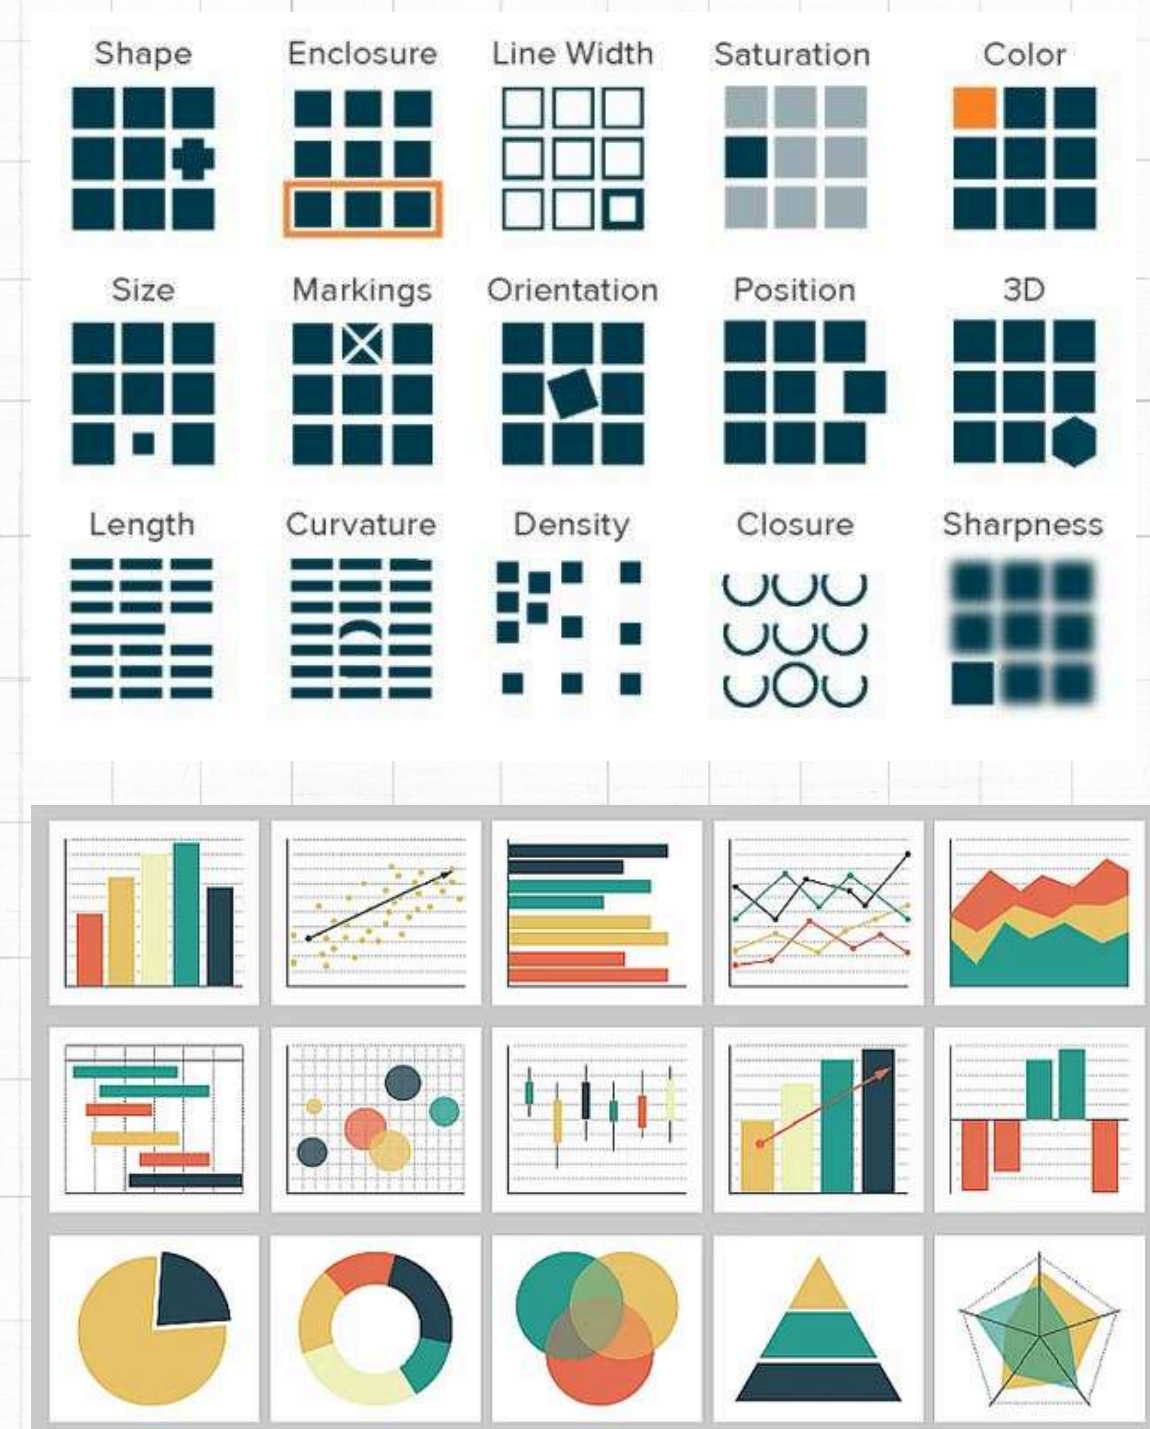 Shape Enclosure Line Width Saturation Color
Size Markings Orientation Position 3D
Length Curvature Density Closure Sharpness